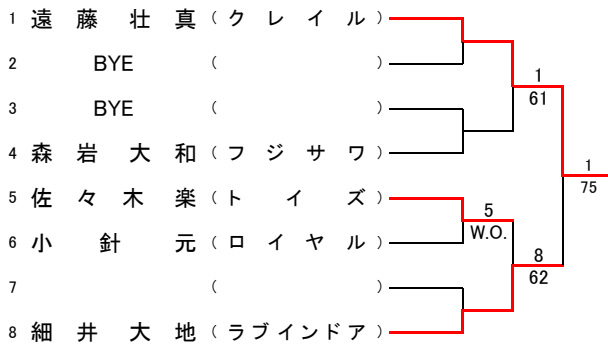 1 遠藤壮真 (クレイル)
2 BYE ( )
3 BYE ( )
4 森岩大和 (フジサワ)
5 佐々木楽 (トイズ)
6 小針元 (ロイヤル)
7 ( )
8 細井大地 (ラブインドア)
1
61
5
W.O.
8
62
1
75